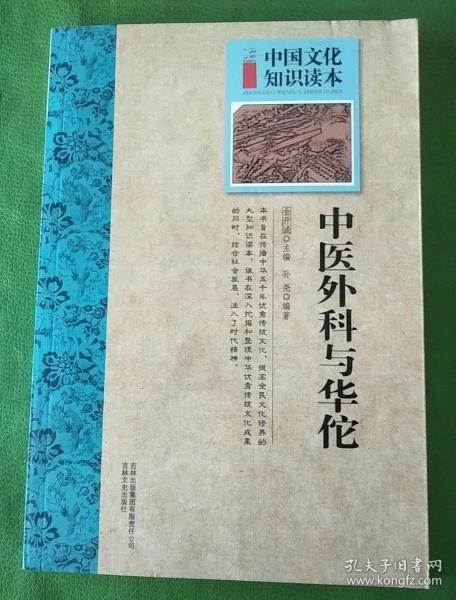 中国文化
知识读本
ZHONGGUO WENHUA ZHISHI DUBEN
中医外科与华佗
金开诚◎主编 孙尧◎编著
本书旨在传播中华五千年优秀传统文化，提高全民文化修养的
大型知识读本。该书在深入挖掘和整理中华优秀传统文化成果
的同时，结合社会发展，注入了时代精神。
吉林出版集团有限责任公司
吉林文史出版社
孔夫子旧书网
www.kongfz.com